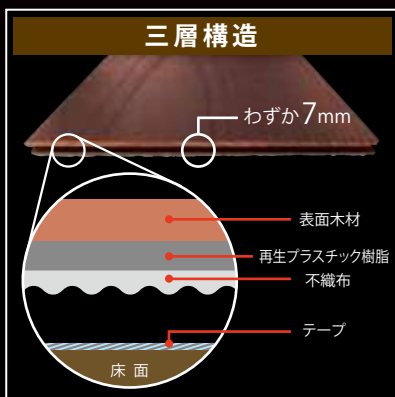 三層構造
わずか7mm
表面木材
再生プラスチック樹脂
不織布
テープ
床面